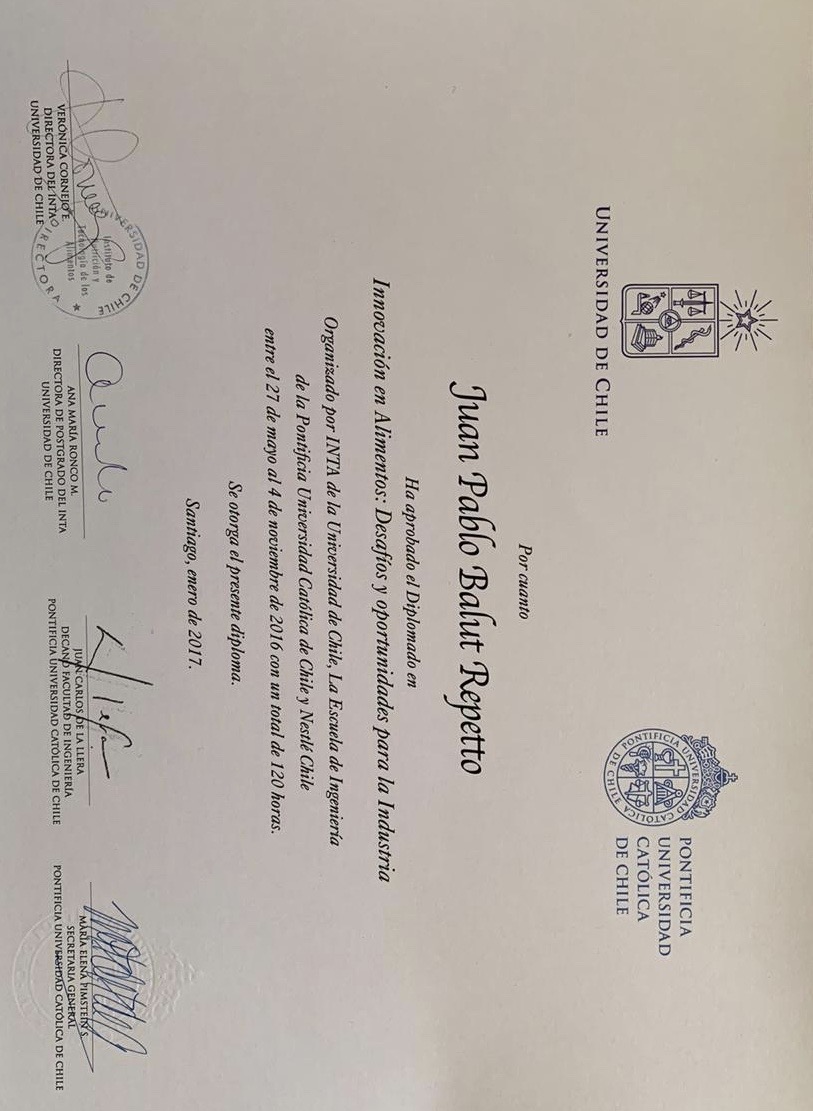 UNIVERSIDAD DE CHILE
PONTIFICIA UNIVERSIDAD CATÓLICA DE CHILE
PONTIFICIA
UNIVERSIDAD
CATÓLICA
DE CHILE
Por cuanto
Juan Pablo Balut Repetto
Ha aprobado el Diplomado en
Innovación en Alimentos: Desafíos y oportunidades para la Industria
Organizado por INTA de la Universidad de Chile, La Escuela de Ingeniería
de la Pontificia Universidad Católica de Chile y Nestlé Chile
entre el 27 de mayo al 4 de noviembre de 2016 con un total de 120 horas.
Se otorga el presente diploma.
Santiago, enero de 2017.
UNIVERSIDAD DE CHILE
Instituto de
Nutrición y
Tecnología de los
Alimentos
DIRECTORA
VERÓNICA CORNEJO E.
DIRECTORA DEL INTA
UNIVERSIDAD DE CHILE
ANA MARÍA RONCO M.
DIRECTORA DE POSTGRADO DEL INTA
UNIVERSIDAD DE CHILE
JUAN CARLOS DE LA LLERA
DECANO FACULTAD DE INGENIERÍA
PONTIFICIA UNIVERSIDAD CATÓLICA DE CHILE
MARÍA ELENA PIMSTEIN S.
SECRETARIA GENERAL
PONTIFICIA UNIVERSIDAD CATÓLICA DE CHILE